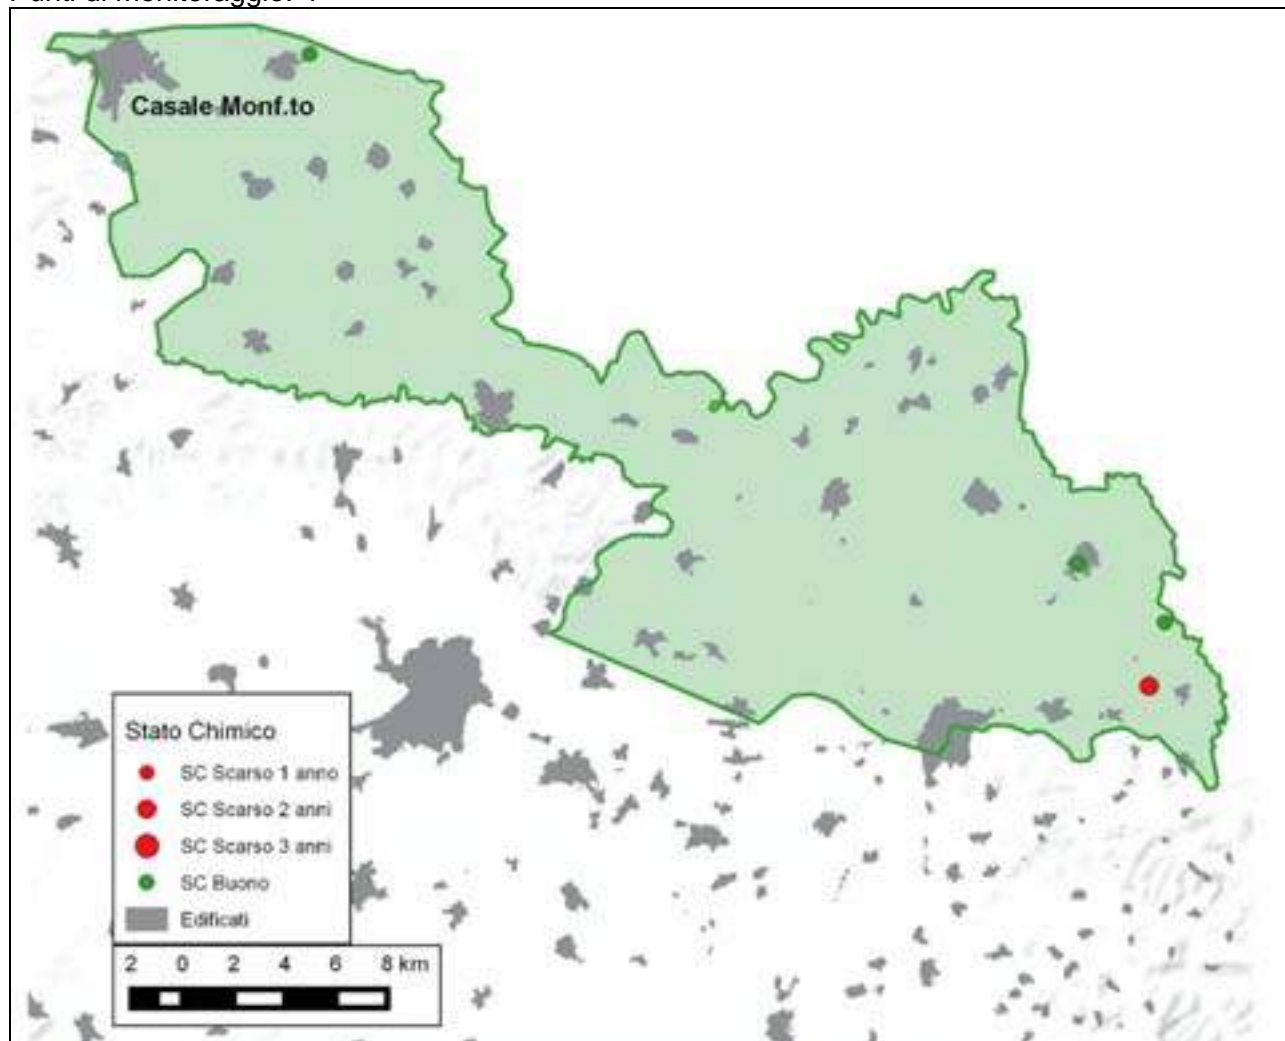 Casale Monf.to
Stato Chimico
SC Scarso 1 anno
SC Scarso 2 anni
SC Scarso 3 anni
SC Buono
Edificati
2 0 2 4 6 8 km